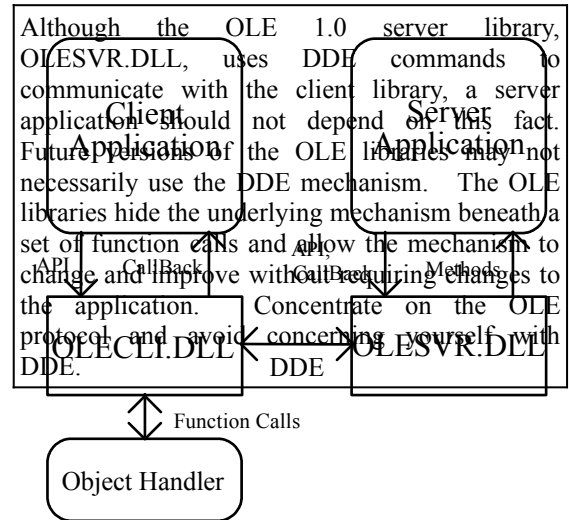 Although the OLE 1.0 server library,
OLESVR.DLL, uses DDE commands to
communicate with the client library, a server
application should not depend on this fact.
Future versions of the OLE libraries may not
necessarily use the DDE mechanism. The OLE
libraries hide the underlying mechanism beneath a
set of function calls and allow the mechanism to
change and improve without requiring changes to
the application. Concentrate on the OLE
protocol and avoid concerning yourself with
DDE.
Client
Application
Server
Application
API
CallBack
API,
CallBack
Methods
OLECLI.DLL
DDE
OLESVR.DLL
Function Calls
Object Handler